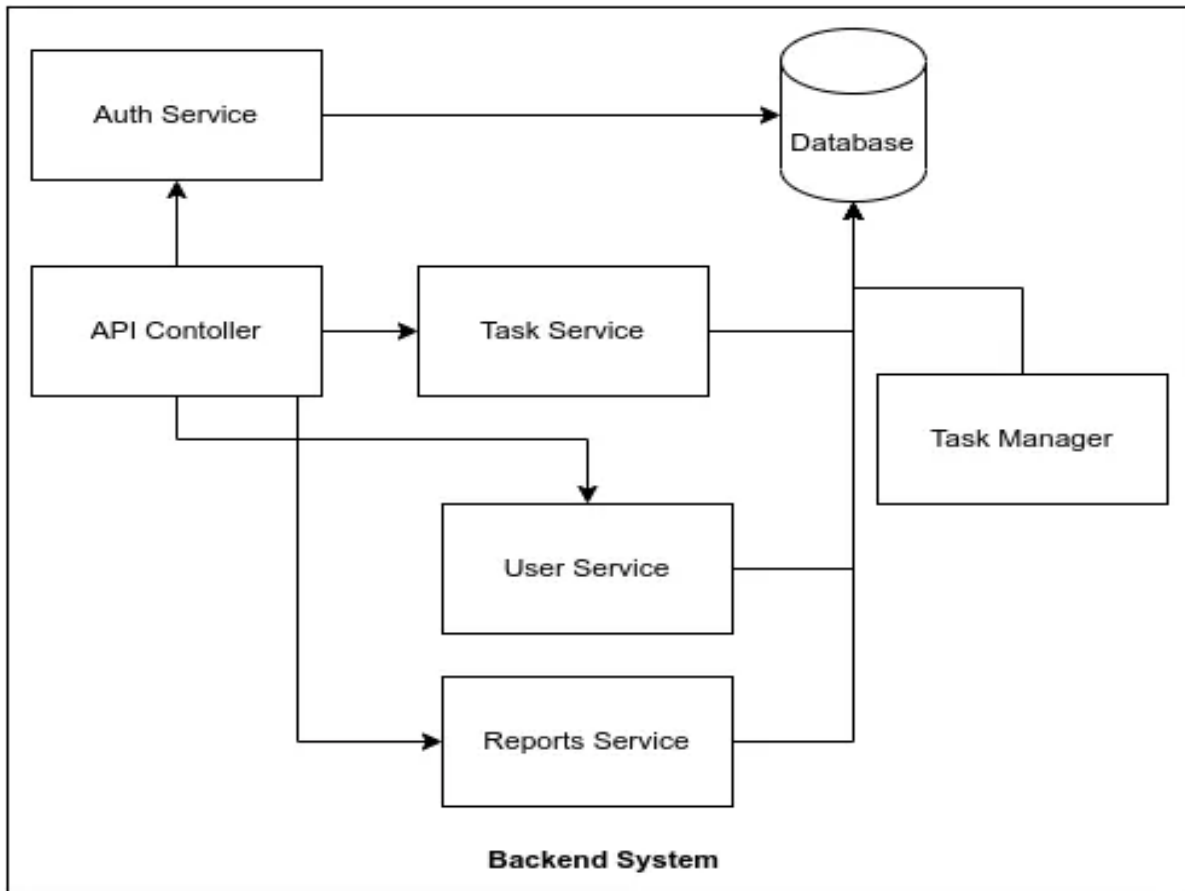 Auth Service
Database
API Contoller
Task Service
Task Manager
User Service
Reports Service
Backend System